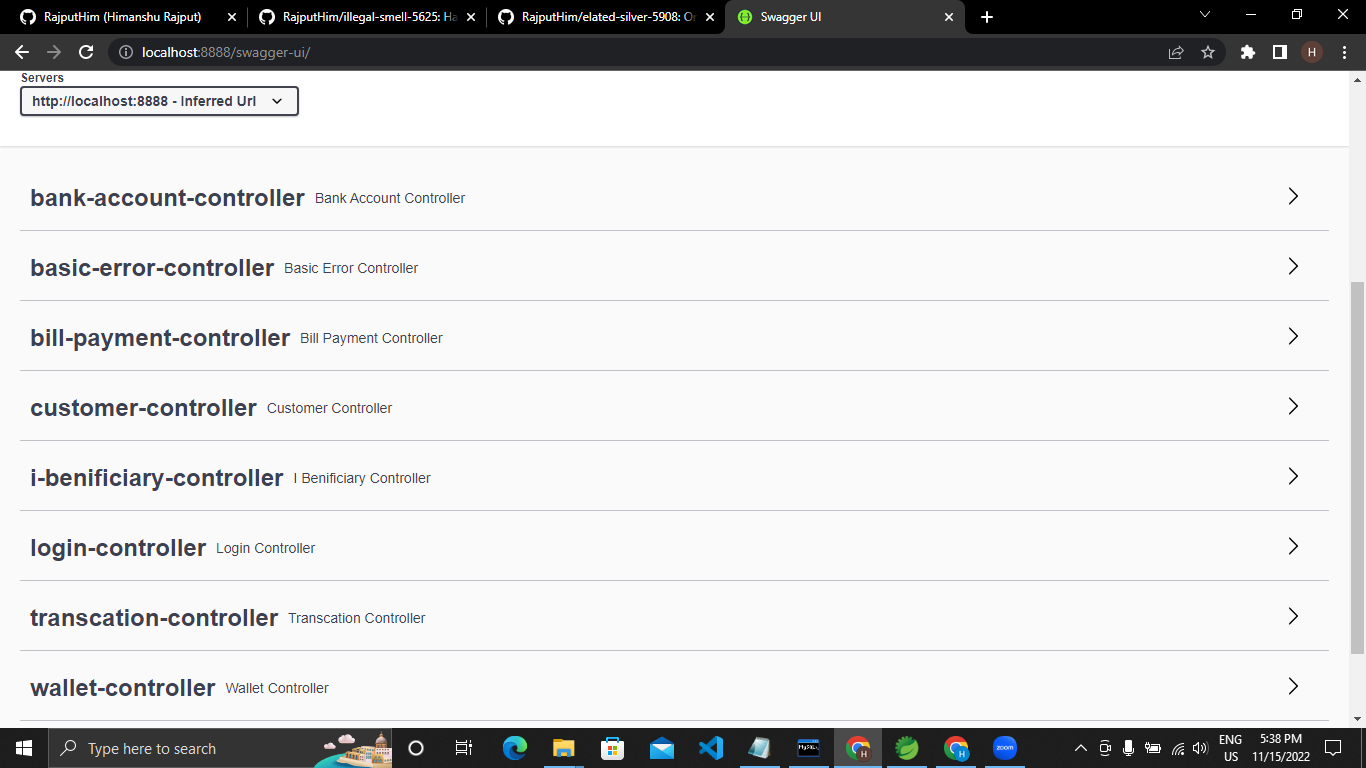 RajputHim (Himanshu Rajput)
RajputHim/illegal-smell-5625: Ha
RajputHim/elated-silver-5908: Or
Swagger UI
localhost:8888/swagger-ui/
H
Servers
http://localhost:8888 - Inferred Url
bank-account-controller Bank Account Controller
basic-error-controller Basic Error Controller
bill-payment-controller Bill Payment Controller
customer-controller Customer Controller
i-benificiary-controller I Benificiary Controller
login-controller Login Controller
transcation-controller Transcation Controller
wallet-controller Wallet Controller
Type here to search
MySQL
H
H
zoom
ENG
US
5:38 PM
11/15/2022